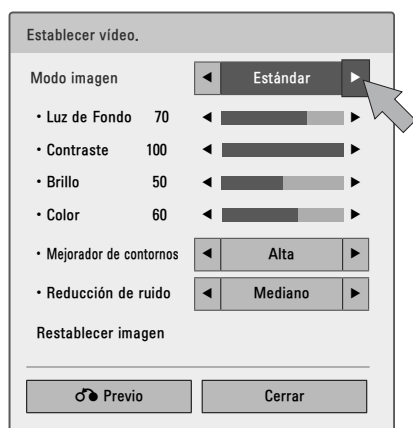 Establecer vídeo.
Modo imagen ◄ Estándar ►
• Luz de Fondo 70 ◄ ►
• Contraste 100 ◄ ►
• Brillo 50 ◄ ►
• Color 60 ◄ ►
• Mejorador de contornos ◄ Alta ►
• Reducción de ruido ◄ Mediano ►
Restablecer imagen
Previo Cerrar